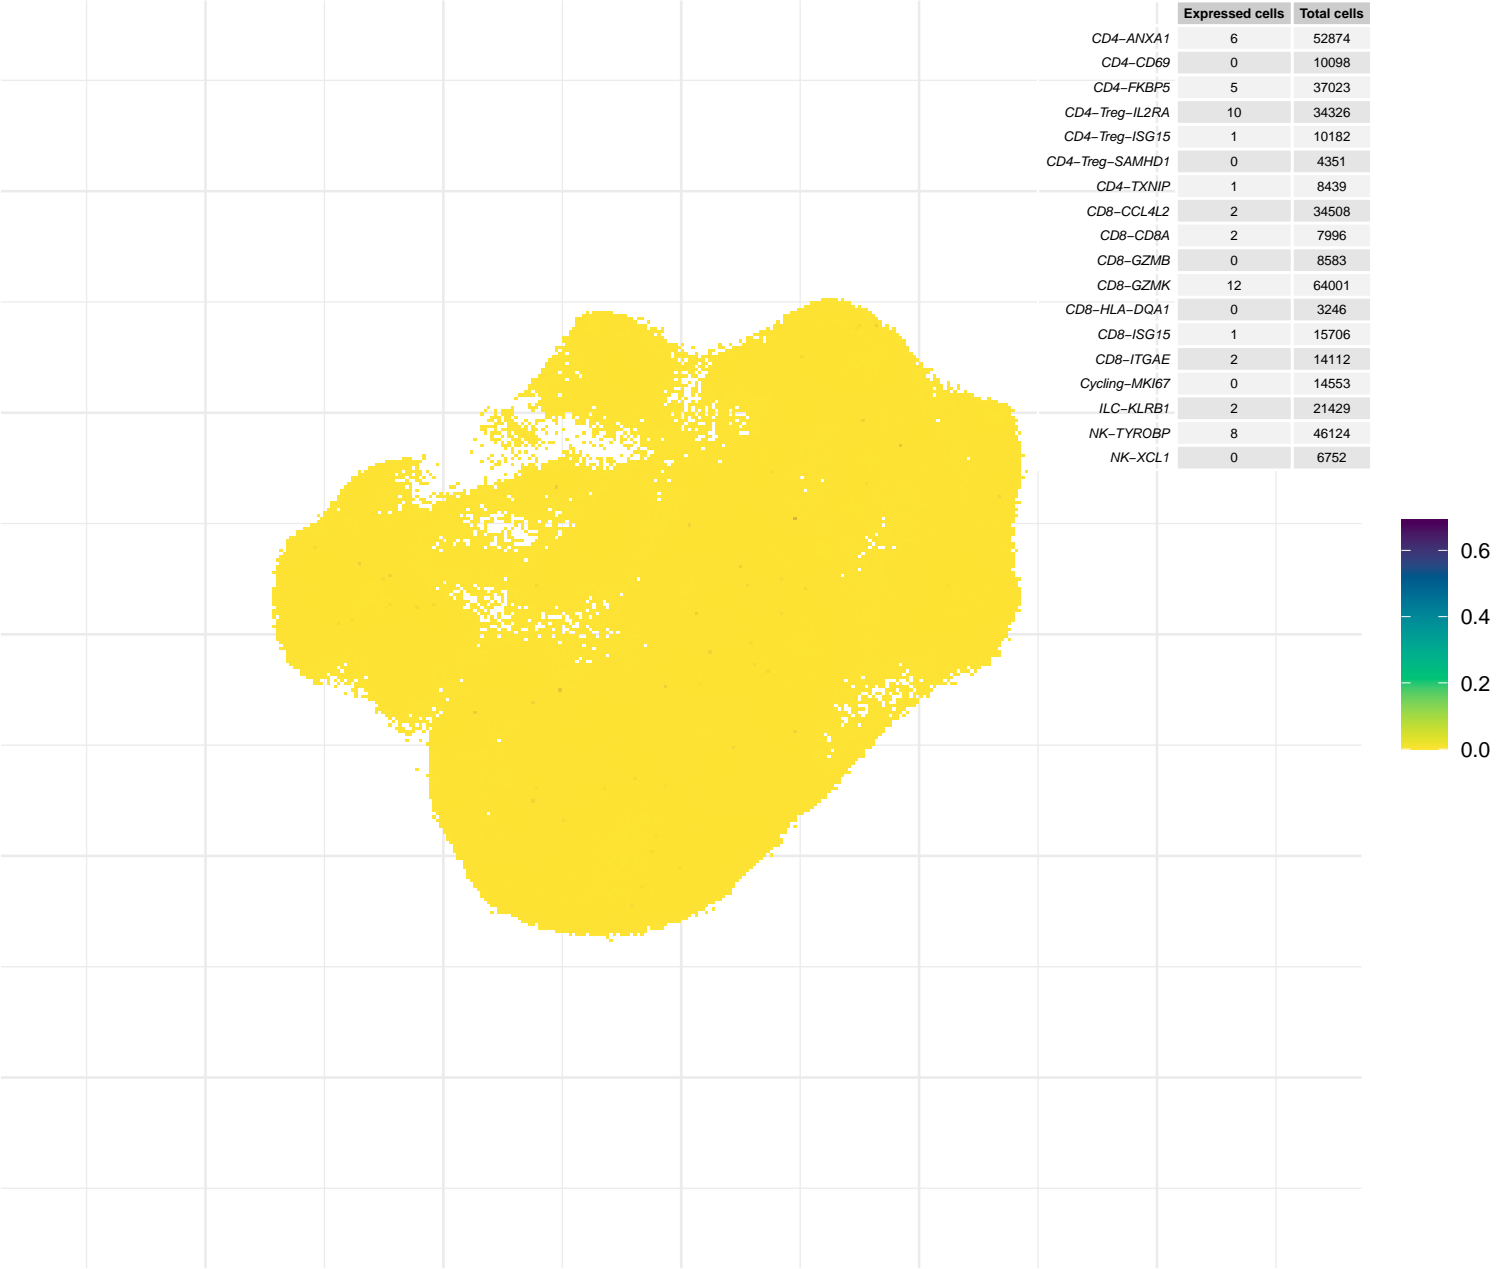 Expressed cells Total cells
CD4−ANXA1 6 52874
CD4−CD69 0 10098
CD4−FKBP5 5 37023
CD4−Treg−IL2RA 10 34326
CD4−Treg−ISG15 1 10182
CD4−Treg−SAMHD1 0 4351
CD4−TXNIP 1 8439
CD8−CCL4L2 2 34508
CD8−CD8A 2 7996
CD8−GZMB 0 8583
CD8−GZMK 12 64001
CD8−HLA−DQA1 0 3246
CD8−ISG15 1 15706
CD8−ITGAE 2 14112
Cycling−MKI67 0 14553
ILC−KLRB1 2 21429
NK−TYROBP 8 46124
NK−XCL1 0 6752
0.6
0.4
0.2
0.0